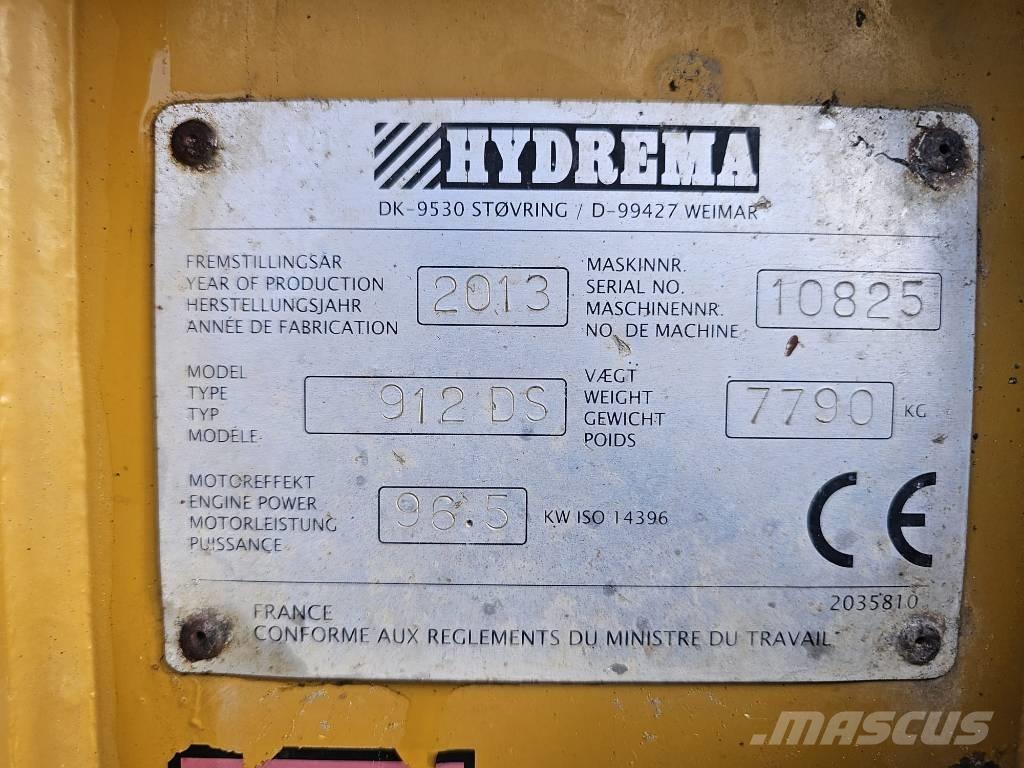 HYDREMA
DK-9530 STØVRING / D-99427 WEIMAR
FREMSTILLINGSÅR
YEAR OF PRODUCTION
HERSTELLUNGSJAHR
ANNÉE DE FABRICATION
2013
MASKINNR.
SERIAL NO.
MASCHINENNR.
NO. DE MACHINE
10825
MODEL
TYPE
TYP
MODÈLE
912 DS
VÆGT
WEIGHT
GEWICHT
POIDS
7790 KG
MOTOREFFEKT
ENGINE POWER
MOTORLEISTUNG
PUISSANCE
96.5 KW ISO 14396
CE
2035810
FRANCE
CONFORME AUX REGLEMENTS DU MINISTRE DU TRAVAIL
MASCUS